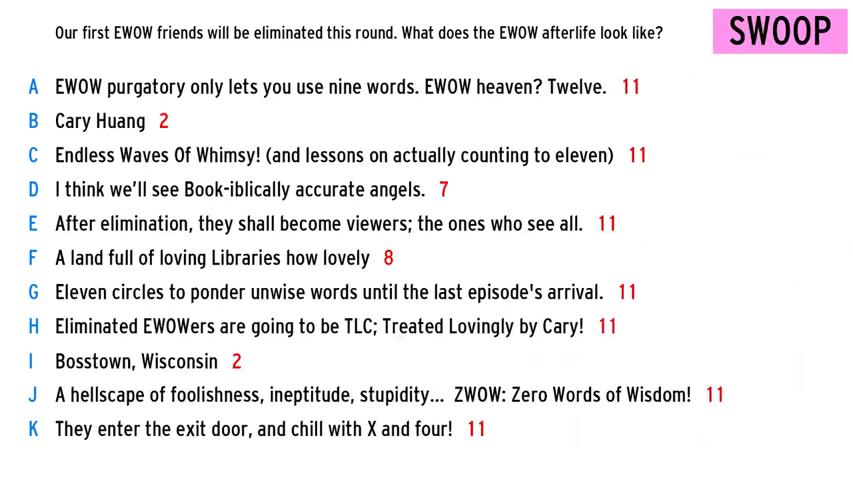 Our first EWOW friends will be eliminated this round. What does the EWOW afterlife look like?
SWOOP
A EWOW purgatory only lets you use nine words. EWOW heaven? Twelve. 11
B Cary Huang 2
C Endless Waves Of Whimsy! (and lessons on actually counting to eleven) 11
D I think we'll see Book-iblically accurate angels. 7
E After elimination, they shall become viewers; the ones who see all. 11
F A land full of loving Libraries how lovely 8
G Eleven circles to ponder unwise words until the last episode's arrival. 11
H Eliminated EWOWers are going to be TLC; Treated Lovingly by Cary! 11
I Bosstown, Wisconsin 2
J A hellscape of foolishness, ineptitude, stupidity... ZWOW: Zero Words of Wisdom! 11
K They enter the exit door, and chill with X and four! 11